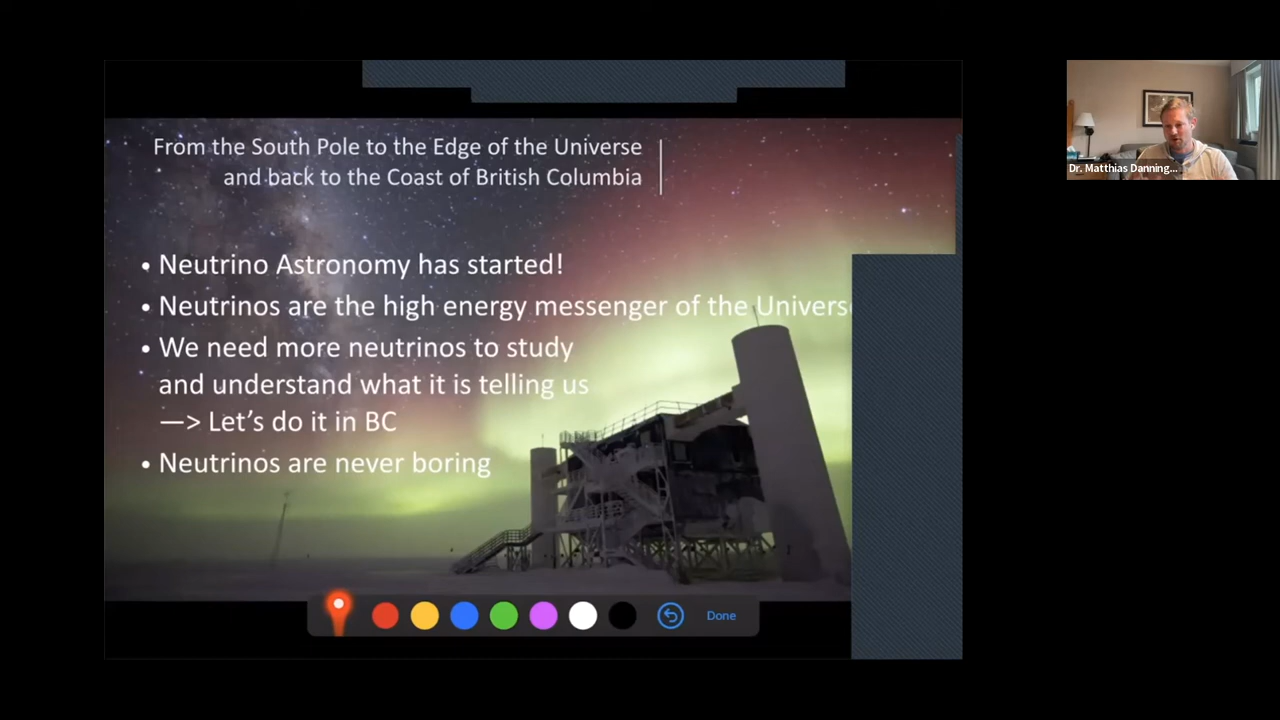 From the South Pole to the Edge of the Universe
and back to the Coast of British Columbia
• Neutrino Astronomy has started!
• Neutrinos are the high energy messenger of the Universe
• We need more neutrinos to study
and understand what it is telling us
—> Let's do it in BC
• Neutrinos are never boring
Done
Dr. Matthias Danning...